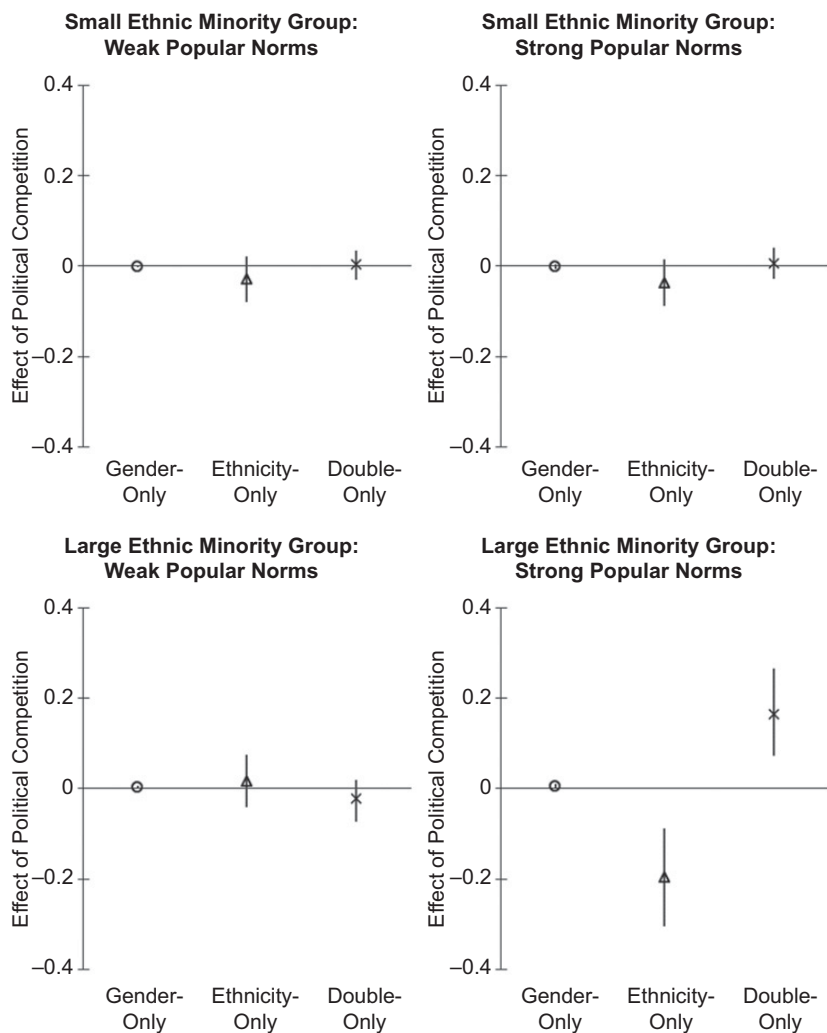 Small Ethnic Minority Group:
Weak Popular Norms
Effect of Political Competition
0.4
0.2
0
–0.2
–0.4
Gender-
Only
Ethnicity-
Only
Double-
Only
Small Ethnic Minority Group:
Strong Popular Norms
Effect of Political Competition
0.4
0.2
0
–0.2
–0.4
Gender-
Only
Ethnicity-
Only
Double-
Only
Large Ethnic Minority Group:
Weak Popular Norms
Effect of Political Competition
0.4
0.2
0
–0.2
–0.4
Gender-
Only
Ethnicity-
Only
Double-
Only
Large Ethnic Minority Group:
Strong Popular Norms
Effect of Political Competition
0.4
0.2
0
–0.2
–0.4
Gender-
Only
Ethnicity-
Only
Double-
Only